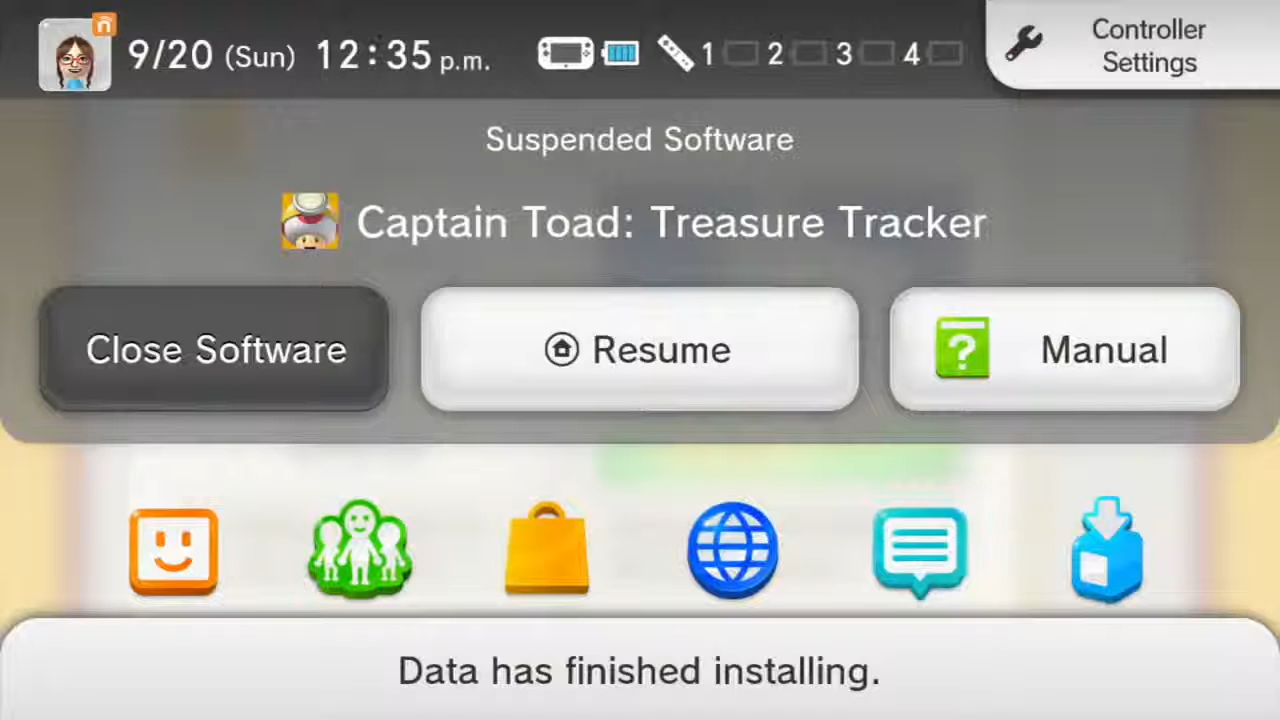 9/20 (Sun) 12:35 p.m. 1 2 3 4
Controller
Settings
Suspended Software
Captain Toad: Treasure Tracker
Close Software
Resume
? Manual
Data has finished installing.